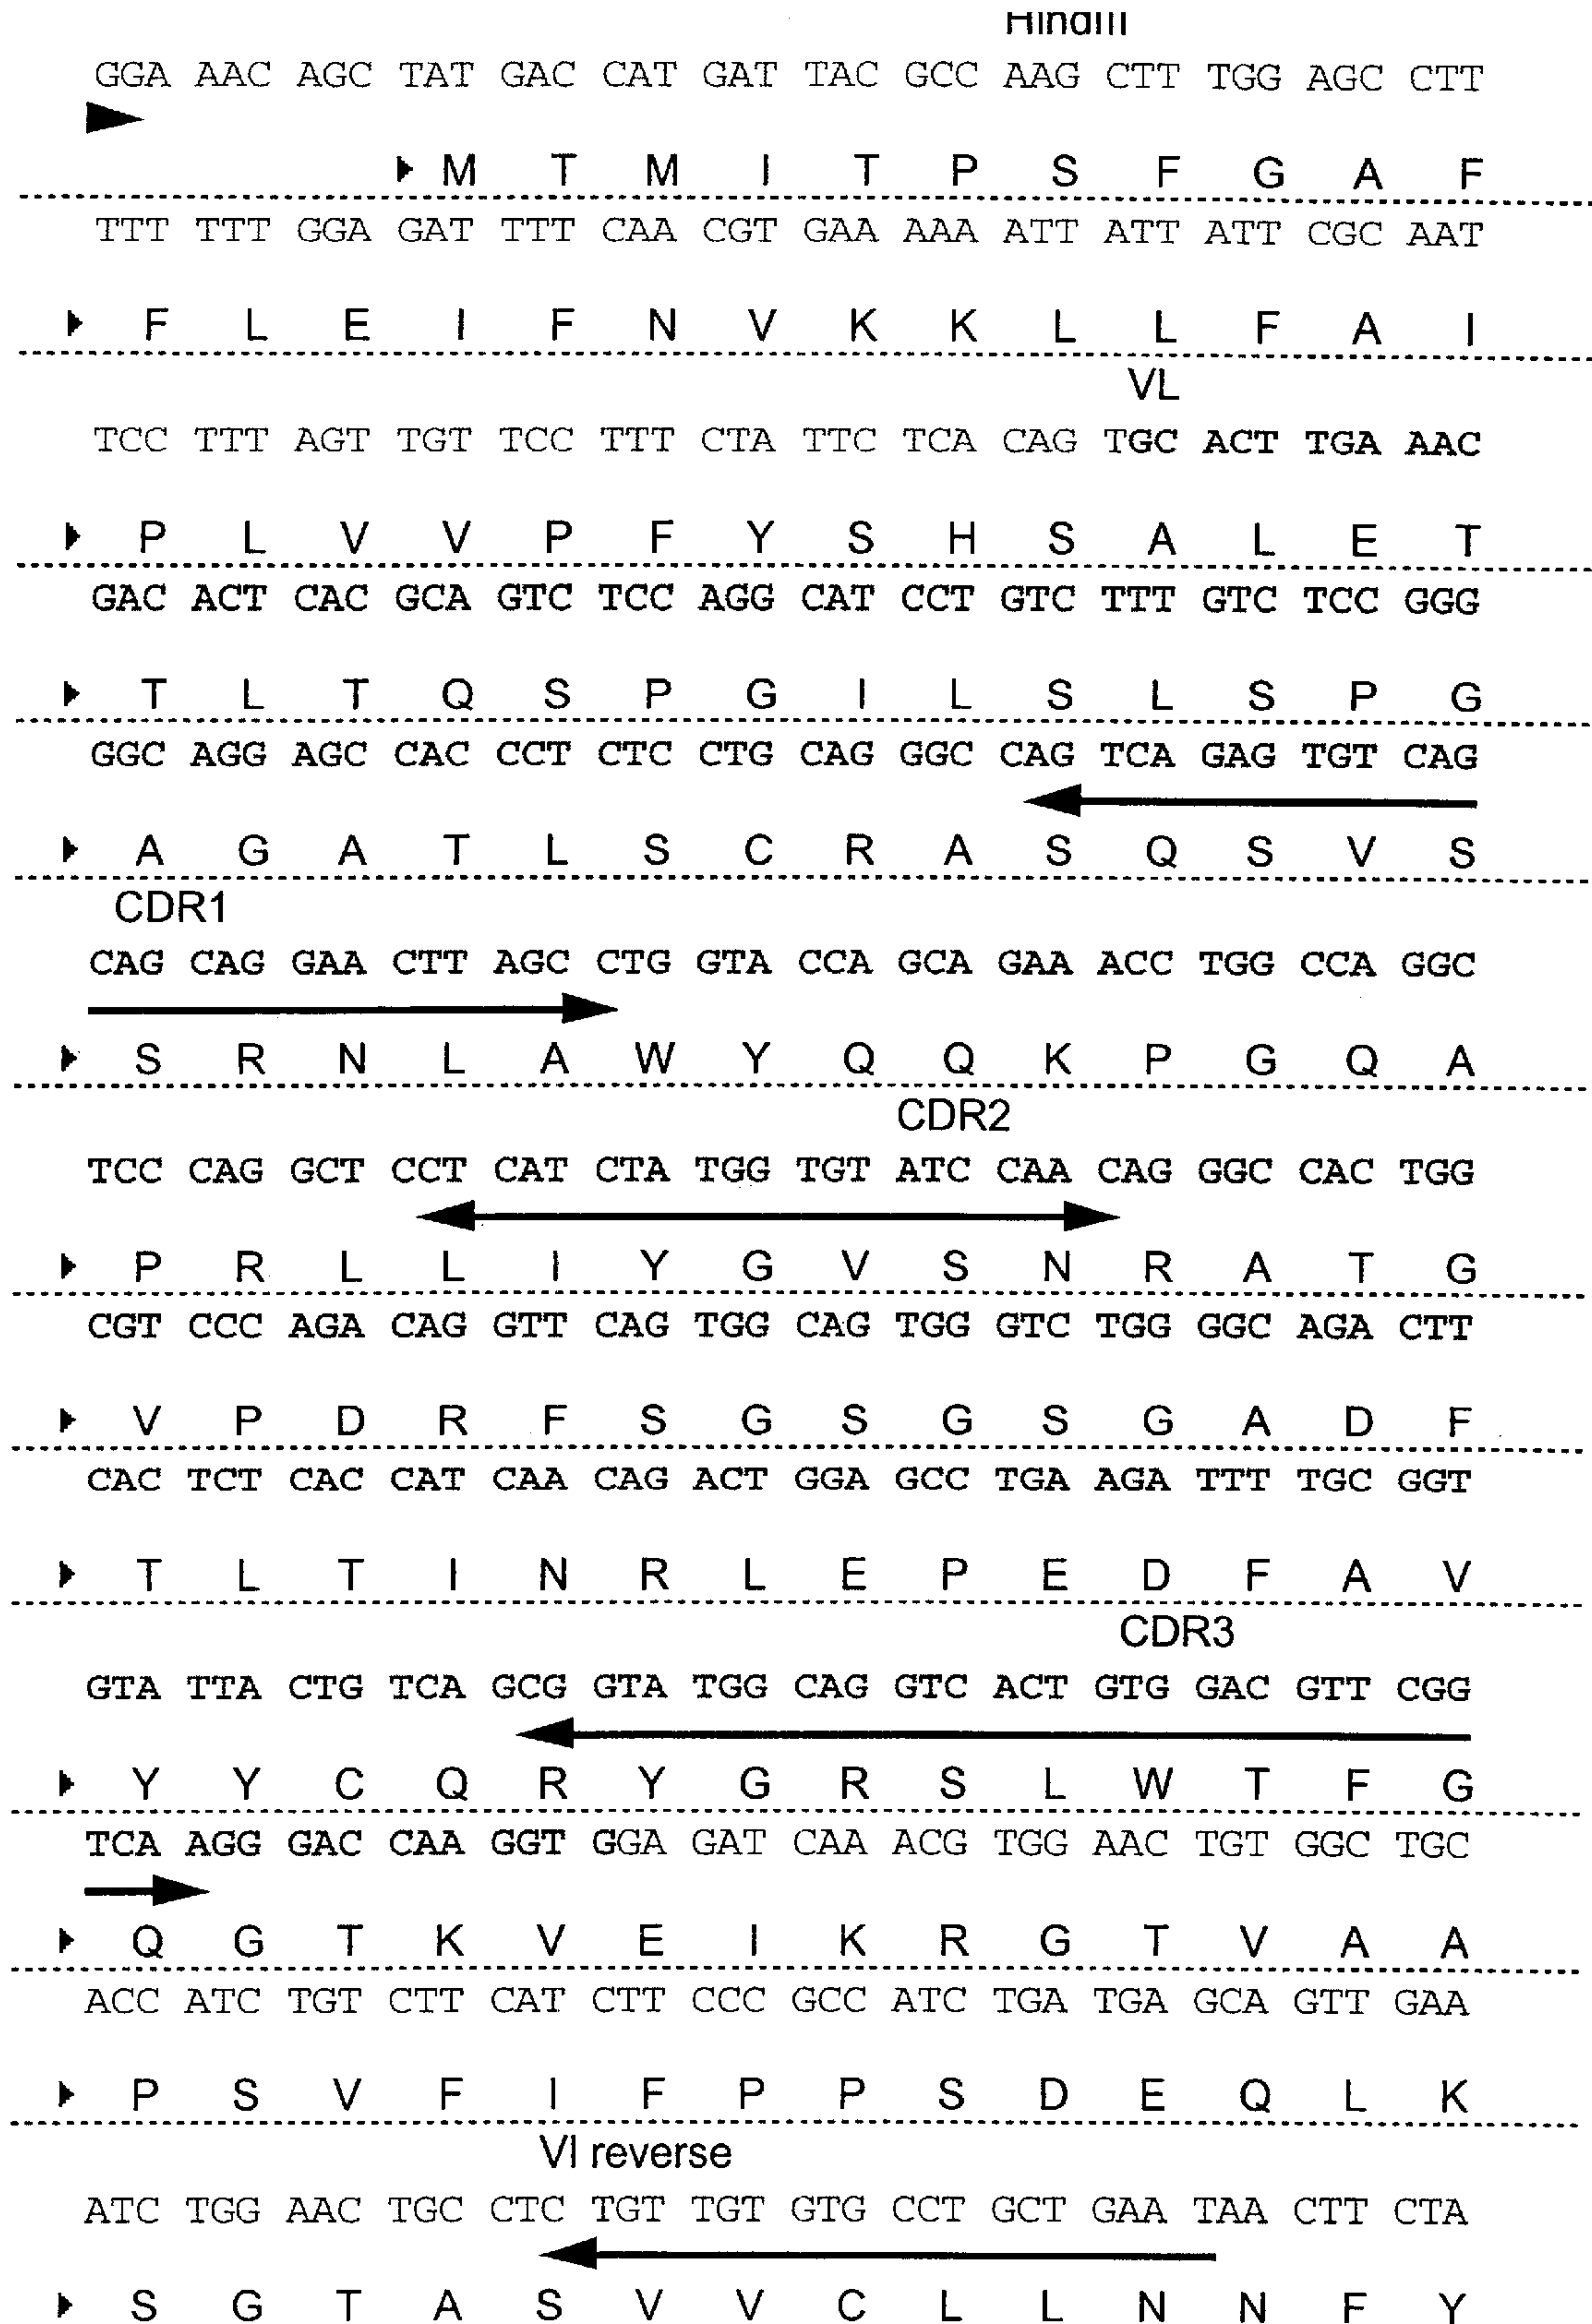 HindIII
GGA AAC AGC TAT GAC CAT GAT TAC GCC AAG CTT TGG AGC CTT
M T M I T P S F G A F
TTT TTT GGA GAT TTT CAA CGT GAA AAA ATT ATT ATT CGC AAT
F L E I F N V K K L L F A I
VL
TCC TTT AGT TGT TCC TTT CTA TTC TCA CAG TGC ACT TGA AAC
P L V V P F Y S H S A L E T
GAC ACT CAC GCA GTC TCC AGG CAT CCT GTC TTT GTC TCC GGG
T L T Q S P G I L S L S P G
GGC AGG AGC CAC CCT CTC CTG CAG GGC CAG TCA GAG TGT CAG
A G A T L S C R A S Q S V S
CDR1
CAG CAG GAA CTT AGC CTG GTA CCA GCA GAA ACC TGG CCA GGC
S R N L A W Y Q Q K P G Q A
CDR2
TCC CAG GCT CCT CAT CTA TGG TGT ATC CAA CAG GGC CAC TGG
P R L L I Y G V S N R A T G
CGT CCC AGA CAG GTT CAG TGG CAG TGG GTC TGG GGC AGA CTT
V P D R F S G S G S G A D F
CAC TCT CAC CAT CAA CAG ACT GGA GCC TGA AGA TTT TGC GGT
T L T I N R L E P E D F A V
CDR3
GTA TTA CTG TCA GCG GTA TGG CAG GTC ACT GTG GAC GTT CGG
Y Y C Q R Y G R S L W T F G
TCA AGG GAC CAA GGT GGA GAT CAA ACG TGG AAC TGT GGC TGC
Q G T K V E I K R G T V A A
ACC ATC TGT CTT CAT CTT CCC GCC ATC TGA TGA GCA GTT GAA
P S V F I F P P S D E Q L K
Vl reverse
ATC TGG AAC TGC CTC TGT TGT GTG CCT GCT GAA TAA CTT CTA
S G T A S V V C L L N N F Y